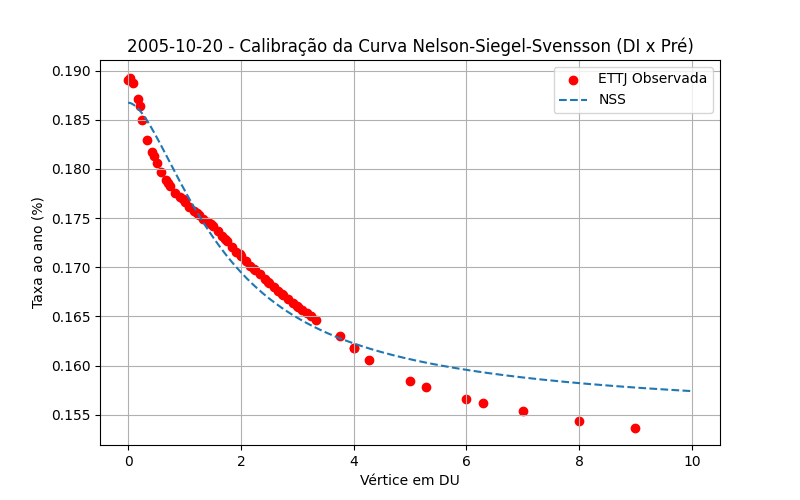 2005-10-20 - Calibração da Curva Nelson-Siegel-Svensson (DI x Pré)
ETTJ Observada
NSS
Taxa ao ano (%)
0.190
0.185
0.180
0.175
0.170
0.165
0.160
0.155
0 2 4 6 8 10
Vértice em DU